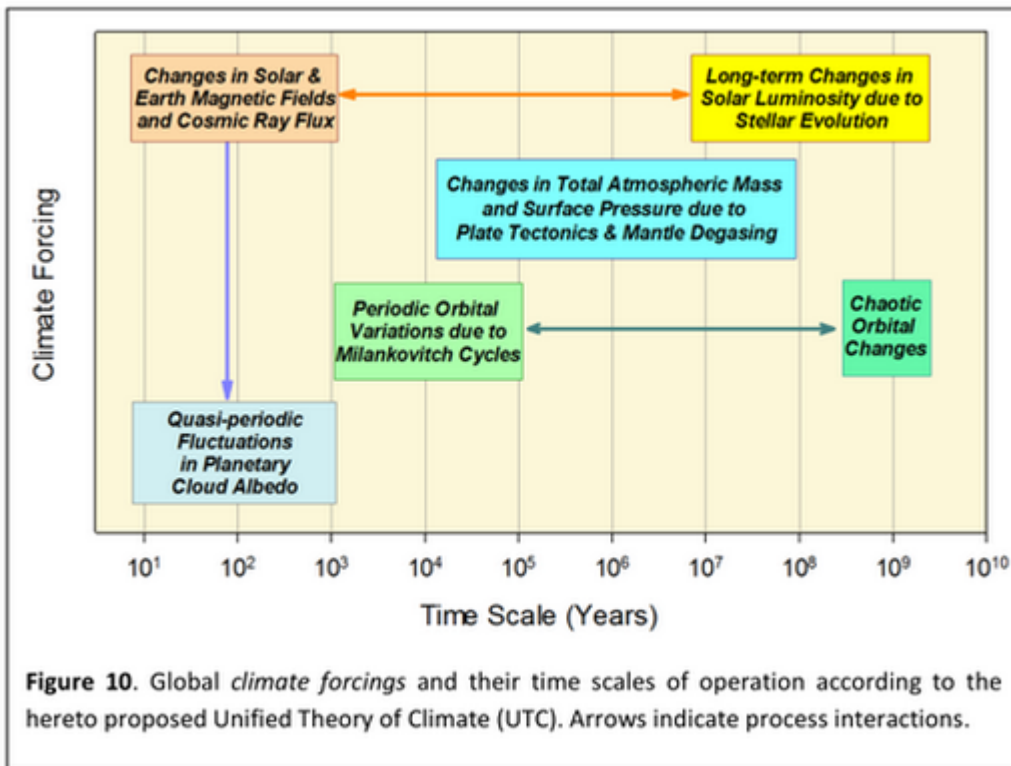 Changes in Solar &
Earth Magnetic Fields
and Cosmic Ray Flux
Long-term Changes in
Solar Luminosity due to
Stellar Evolution
Changes in Total Atmospheric Mass
and Surface Pressure due to
Plate Tectonics & Mantle Degasing
Periodic Orbital
Variations due to
Milankovitch Cycles
Chaotic
Orbital
Changes
Quasi-periodic
Fluctuations
in Planetary
Cloud Albedo
Climate Forcing
10¹ 10² 10³ 10⁴ 10⁵ 10⁶ 10⁷ 10⁸ 10⁹ 10¹⁰
Time Scale (Years)
Figure 10. Global climate forcings and their time scales of operation according to the
hereto proposed Unified Theory of Climate (UTC). Arrows indicate process interactions.